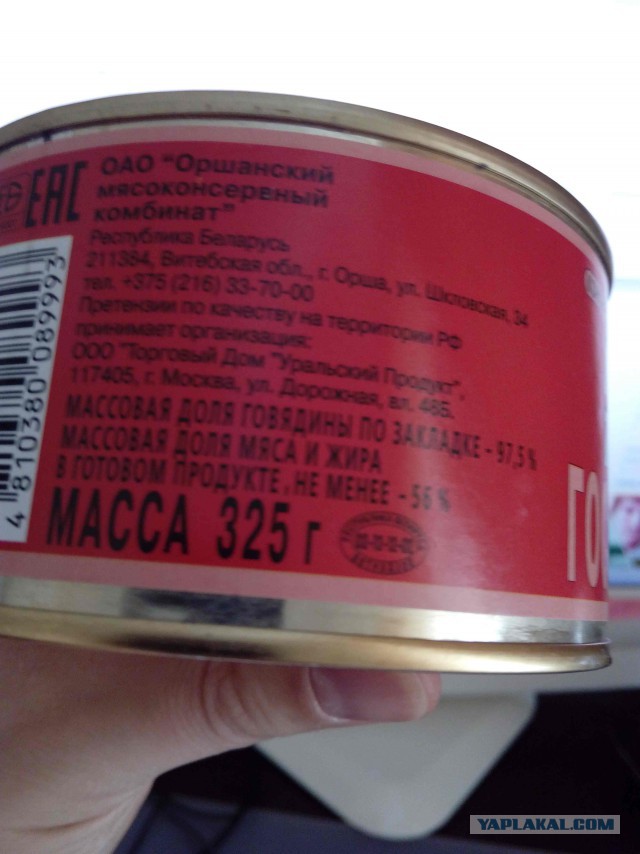 ЕАС
ОАО "Оршанский
мясоконсервный
комбинат"
Республика Беларусь
211384, Витебская обл., г. Орша, ул. Шкловская, 34
тел. +375 (216) 33-70-00
Претензии по качеству на территории РФ
принимает организация:
ООО "Торговый Дом "Уральский Продукт",
117405, г. Москва, ул. Дорожная, вл. 48Б.
МАССОВАЯ ДОЛЯ ГОВЯДИНЫ ПО ЗАКЛАДКЕ - 97,5 %
МАССОВАЯ ДОЛЯ МЯСА И ЖИРА
В ГОТОВОМ ПРОДУКТЕ, НЕ МЕНЕЕ - 56 %
МАССА 325 г
4 810380 089993
ГО
YAPLAKAL.COM